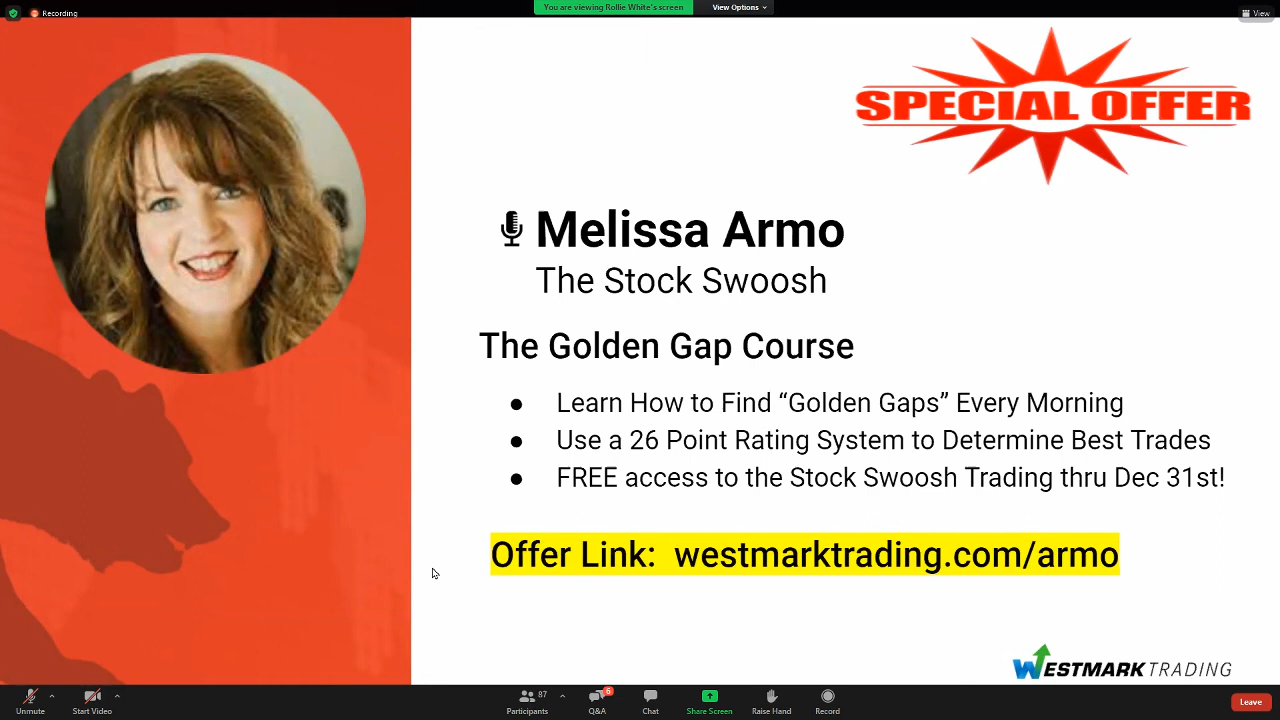 Recording
You are viewing Rollie White's screen
View Options
View
SPECIAL OFFER
Melissa Armo
The Stock Swoosh
The Golden Gap Course
● Learn How to Find “Golden Gaps” Every Morning
● Use a 26 Point Rating System to Determine Best Trades
● FREE access to the Stock Swoosh Trading thru Dec 31st!
Offer Link: westmarktrading.com/armo
WESTMARK TRADING
Unmute
Start Video
Participants 87
Q&A 6
Chat
Share Screen
Raise Hand
Record
Leave